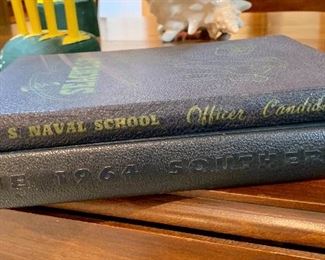 S. NAVAL SCHOOL Officer Candid
E 1964 SOUTHER